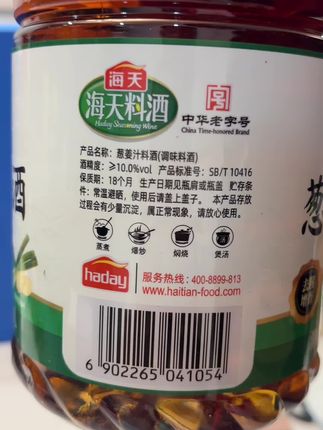 海天
海天料酒
Haday Seasoning Wine
中华老字号
China Time-honored Brand
产品名称：葱姜汁料酒(调味料酒)
酒精度：≥10.0%vol 产品标准号：SB/T 10416
保质期：18个月 生产日期见瓶肩或瓶盖 贮存条
件：常温避晒，使用后请盖上盖子。本产品在存放
过程会有少量沉淀，属正常现象，请放心使用。
蒸煮 爆炒 焖烧 煲汤
haday
服务热线：400-8899-813
http://www.haitian-food.com/
6 902265 041054
酒
葱